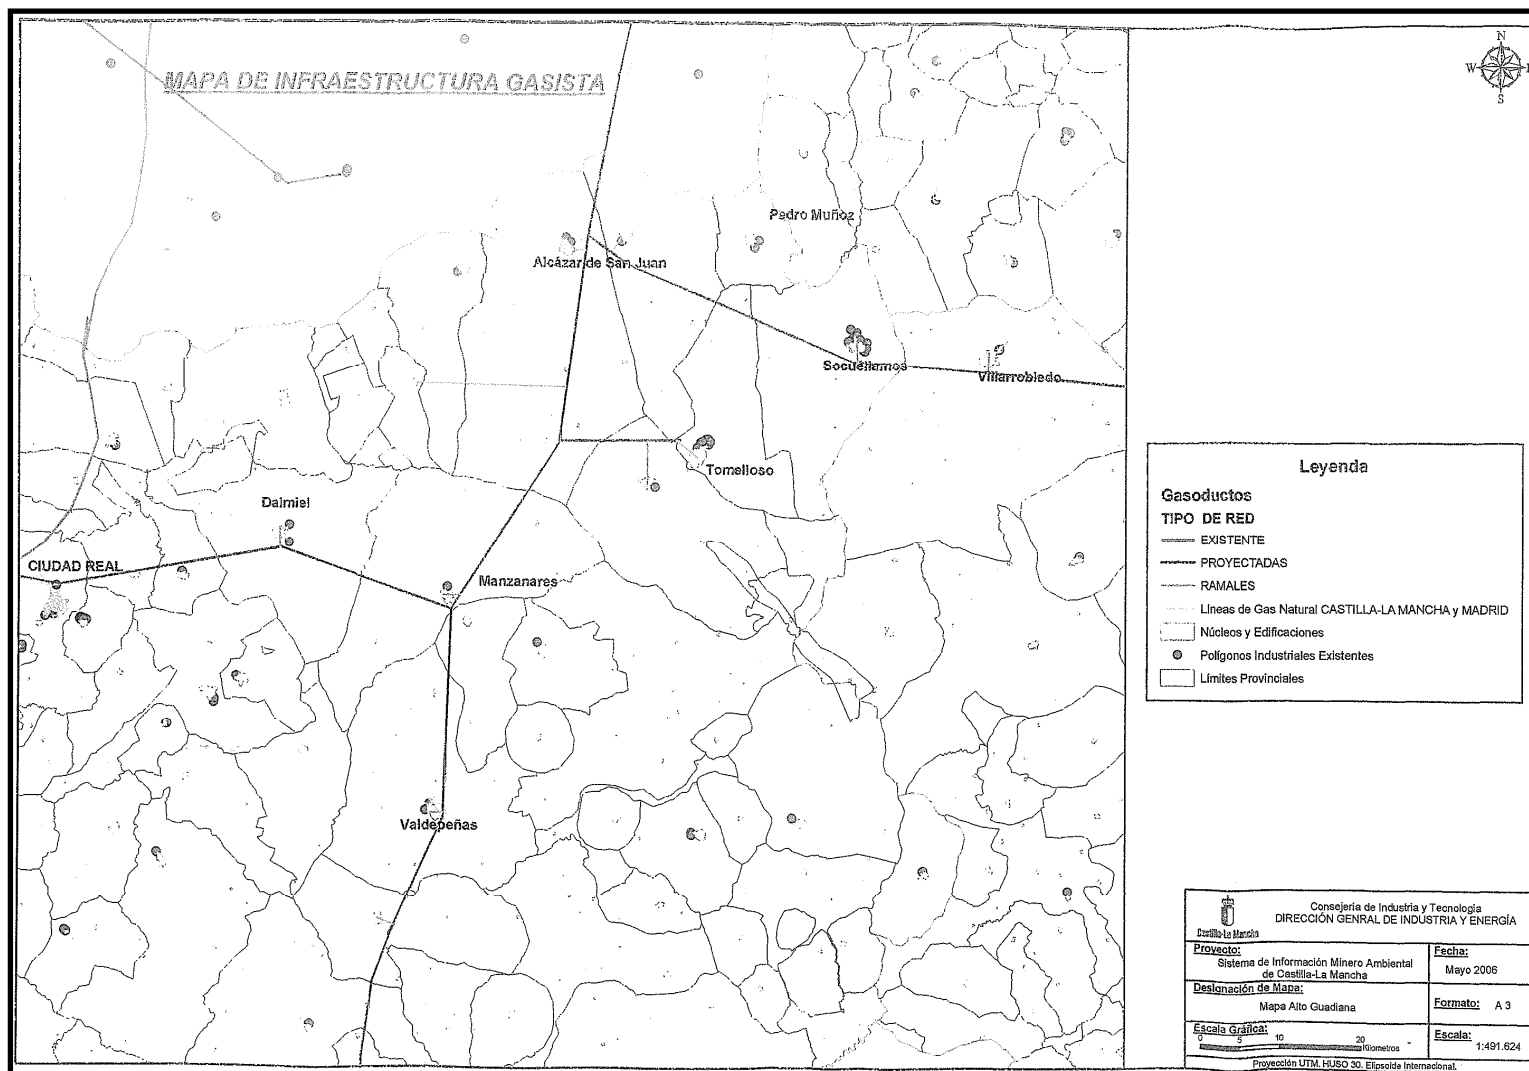 MAPA DE INFRAESTRUCTURA GASISTA
N
W
S
Pedro Muñoz
Alcázar de San Juan
Socuéllamos
Villarrobledo
Tomelloso
Daimiel
CIUDAD REAL
Manzanares
Valdepeñas
Leyenda
Gasoductos
TIPO DE RED
EXISTENTE
PROYECTADAS
RAMALES
Líneas de Gas Natural CASTILLA-LA MANCHA y MADRID
Núcleos y Edificaciones
Polígonos Industriales Existentes
Límites Provinciales
Castilla-La Mancha
Consejería de Industria y Tecnología
DIRECCIÓN GENRAL DE INDUSTRIA Y ENERGÍA
Proyecto:
Sistema de Información Minero Ambiental
de Castilla-La Mancha
Fecha:
Mayo 2006
Designación de Mapa:
Mapa Alto Guadiana
Formato: A 3
Escala Gráfica:
0 5 10 20
Kilometros
Escala:
1:491.624
Proyección UTM. HUSO 30. Elipsoide Internacional.